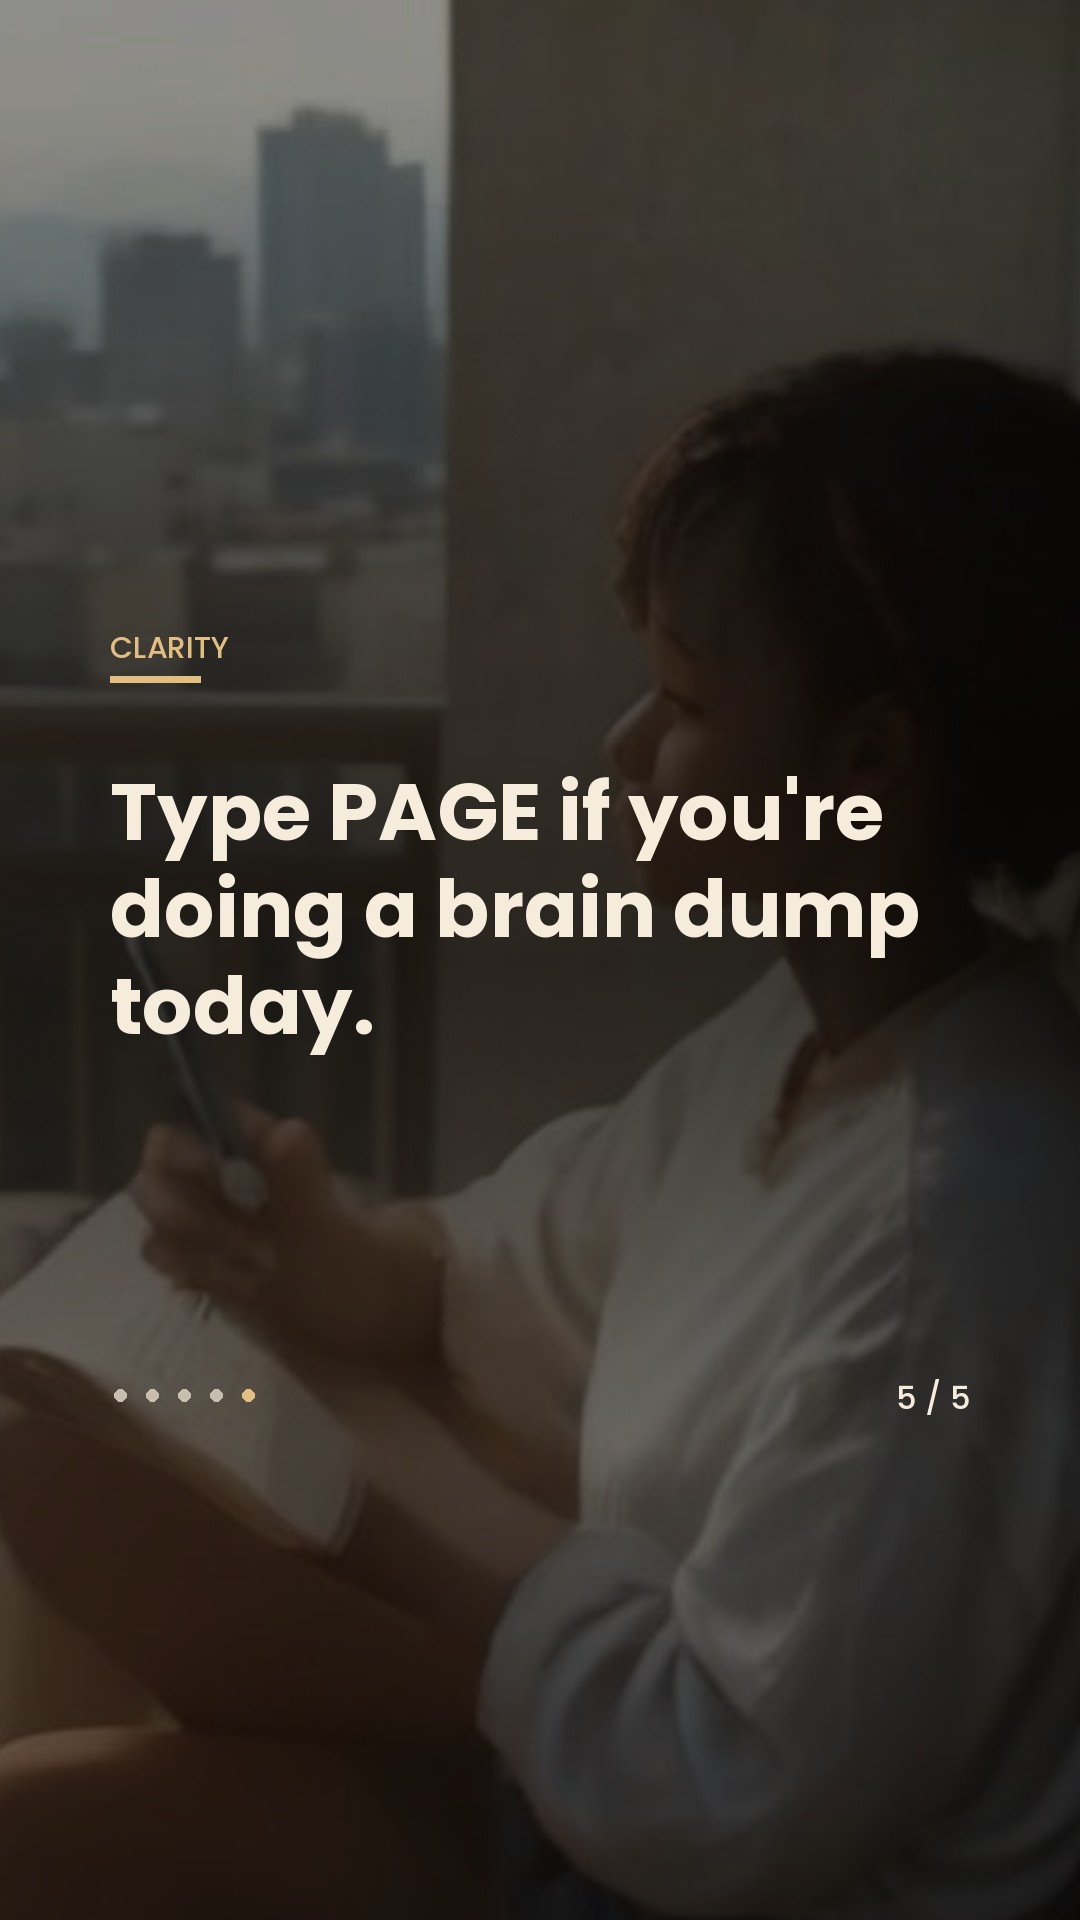 CLARITY
Type PAGE if you're
doing a brain dump
today.
5 / 5